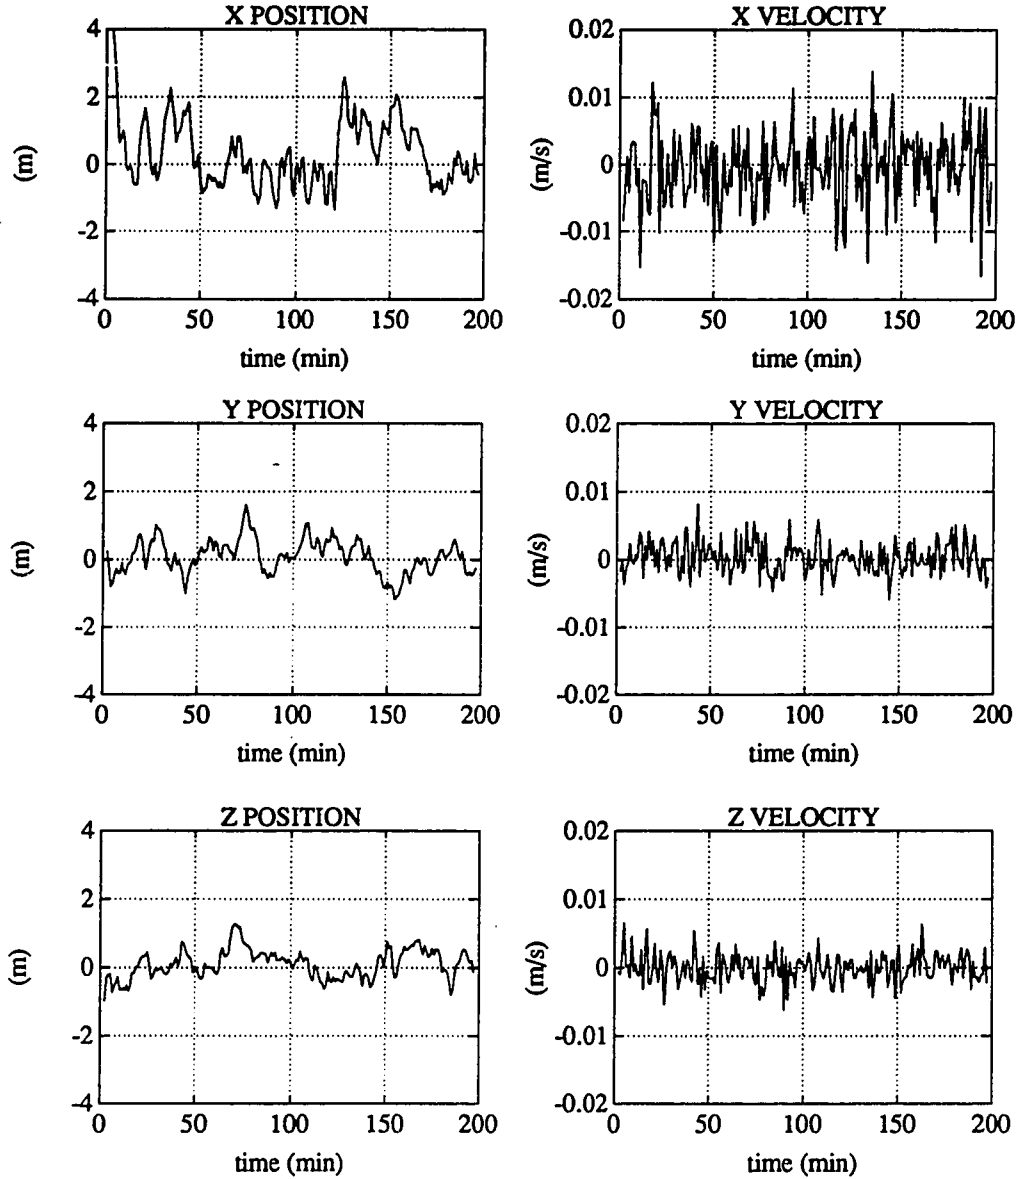 X POSITION
4
2
0
-2
-4
(m)
0 50 100 150 200
time (min)
X VELOCITY
0.02
0.01
0
-0.01
-0.02
(m/s)
0 50 100 150 200
time (min)
Y POSITION
4
2
0
-2
-4
(m)
0 50 100 150 200
time (min)
Y VELOCITY
0.02
0.01
0
-0.01
-0.02
(m/s)
0 50 100 150 200
time (min)
Z POSITION
4
2
0
-2
-4
(m)
0 50 100 150 200
time (min)
Z VELOCITY
0.02
0.01
0
-0.01
-0.02
(m/s)
0 50 100 150 200
time (min)